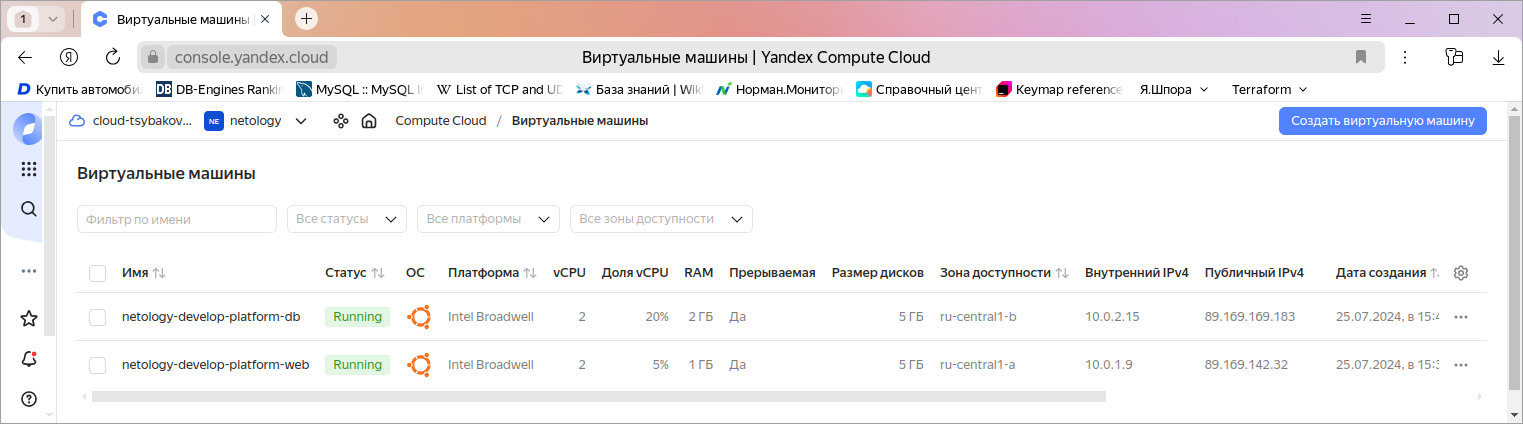 1 Виртуальные машины |
console.yandex.cloud Виртуальные машины | Yandex Compute Cloud
Купить автомобил DB-Engines Rankin MySQL :: MySQL List of TCP and UD База знаний | Wiki Норман.Монитори Справочный цент Keymap reference Я.Шпора Terraform
cloud-tsybakov... NE netology Compute Cloud / Виртуальные машины Создать виртуальную машину
Виртуальные машины
Фильтр по имени Все статусы Все платформы Все зоны доступности
Имя Статус ОС Платформа vCPU Доля vCPU RAM Прерываемая Размер дисков Зона доступности Внутренний IPv4 Публичный IPv4 Дата создания
netology-develop-platform-db Running Intel Broadwell 2 20% 2 ГБ Да 5 ГБ ru-central1-b 10.0.2.15 89.169.169.183 25.07.2024, в 15:4
netology-develop-platform-web Running Intel Broadwell 2 5% 1 ГБ Да 5 ГБ ru-central1-a 10.0.1.9 89.169.142.32 25.07.2024, в 15:3